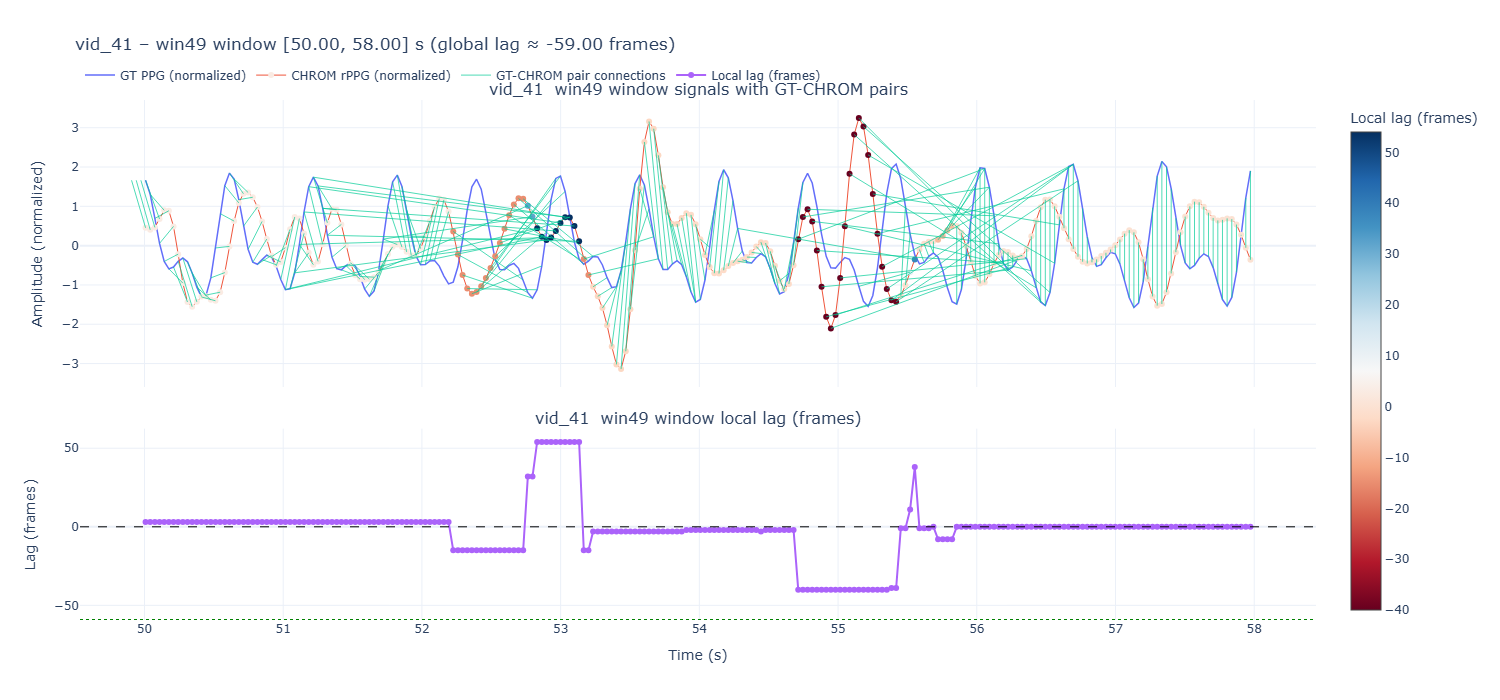 vid_41 – win49 window [50.00, 58.00] s (global lag ≈ -59.00 frames)
GT PPG (normalized) CHROM rPPG (normalized) GT-CHROM pair connections Local lag (frames)
vid_41 win49 window signals with GT-CHROM pairs
Amplitude (normalized)
3
2
1
0
−1
−2
−3
Local lag (frames)
50
40
30
20
10
0
−10
−20
−30
−40
vid_41 win49 window local lag (frames)
Lag (frames)
50
0
−50
50 51 52 53 54 55 56 57 58
Time (s)